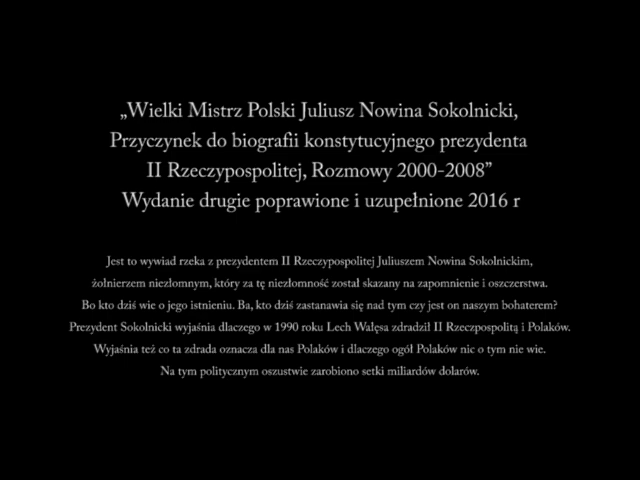 „Wielki Mistrz Polski Juliusz Nowina Sokolnicki,
Przyczynek do biografii konstytucyjnego prezydenta
II Rzeczypospolitej, Rozmowy 2000-2008”
Wydanie drugie poprawione i uzupełnione 2016 r
Jest to wywiad rzeka z prezydentem II Rzeczypospolitej Juliuszem Nowina Sokolnickim,
żołnierzem niezłomnym, który za tę niezłomność został skazany na zapomnienie i oszczerstwa.
Bo kto dziś wie o jego istnieniu. Ba, kto dziś zastanawia się nad tym czy jest on naszym bohaterem?
Prezydent Sokolnicki wyjaśnia dlaczego w 1990 roku Lech Wałęsa zdradził II Rzeczpospolitą i Polaków.
Wyjaśnia też co ta zdrada oznacza dla nas Polaków i dlaczego ogół Polaków nic o tym nie wie.
Na tym politycznym oszustwie zarobiono setki miliardów dolarów.